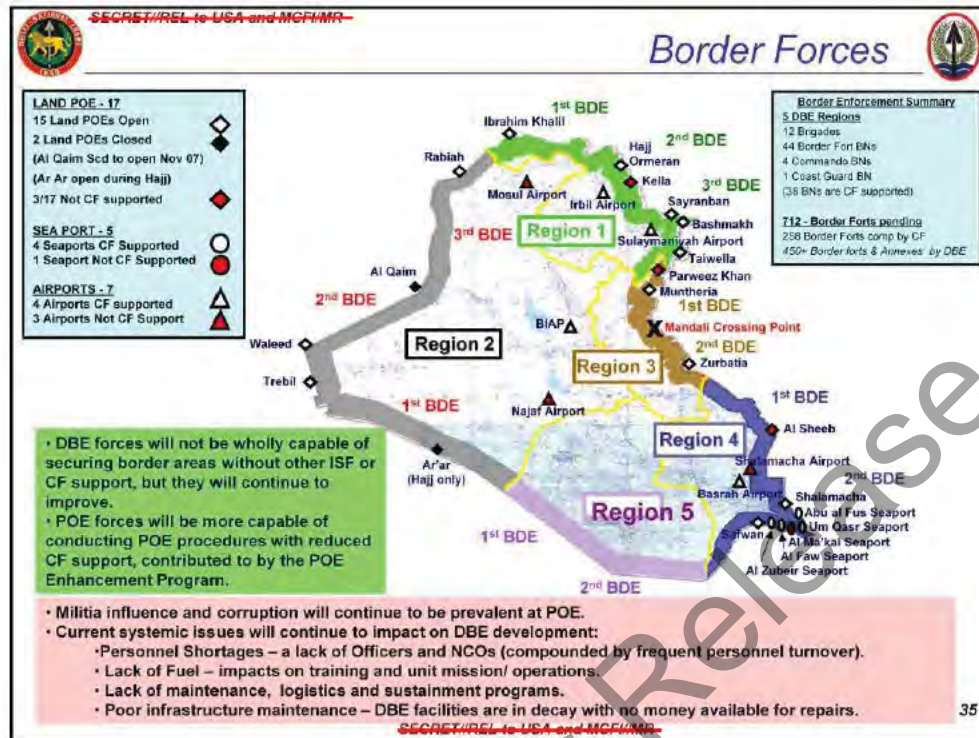 SECRET//REL to USA and MCFI//MR
Border Forces
LAND POE - 17
15 Land POEs Open
2 Land POEs Closed
(Al Qaim Scd to open Nov 07)
(Ar Ar open during Hajj)
3/17 Not CF supported
SEA PORT - 5
4 Seaports CF Supported
1 Seaport Not CF Supported
AIRPORTS - 7
4 Airports CF supported
3 Airports Not CF Support
Border Enforcement Summary
5 DBE Regions
12 Brigades
44 Border Fort BNs
4 Commando BNs
1 Coast Guard BN
(38 BNs are CF supported)
712 - Border Forts pending
258 Border Forts comp by CF
450+ Border forts & Annexes by DBE
1st BDE
Ibrahim Khalil
2nd BDE
Hajj
Ormeran
Rabiah
Kella
Mosul Airport
Irbil Airport
3rd BDE
Sayranban
Bashmakh
Region 1
Sulaymaniyah Airport
3rd BDE
Taiwella
Parweez Khan
Al Qaim
Muntheria
2nd BDE
1st BDE
BIAP
X
Mandali Crossing Point
Waleed
Region 2
2nd BDE
Zurbatia
Region 3
Trebil
1st BDE
1st BDE
Najaf Airport
Al Sheeb
Region 4
Ar'ar
(Hajj only)
Shalamacha Airport
2nd BDE
Basrah Airport
Shalamacha
Region 5
Abu al Fus Seaport
Um Qasr Seaport
Safwan
Al Ma'kai Seaport
1st BDE
Al Faw Seaport
Al Zubeir Seaport
2nd BDE
• DBE forces will not be wholly capable of
securing border areas without other ISF or
CF support, but they will continue to
improve.
• POE forces will be more capable of
conducting POE procedures with reduced
CF support, contributed to by the POE
Enhancement Program.
• Militia influence and corruption will continue to be prevalent at POE.
• Current systemic issues will continue to impact on DBE development:
•Personnel Shortages – a lack of Officers and NCOs (compounded by frequent personnel turnover).
• Lack of Fuel – impacts on training and unit mission/ operations.
• Lack of maintenance, logistics and sustainment programs.
• Poor infrastructure maintenance – DBE facilities are in decay with no money available for repairs.
35
SECRET//REL to USA and MCFI//MR
Release